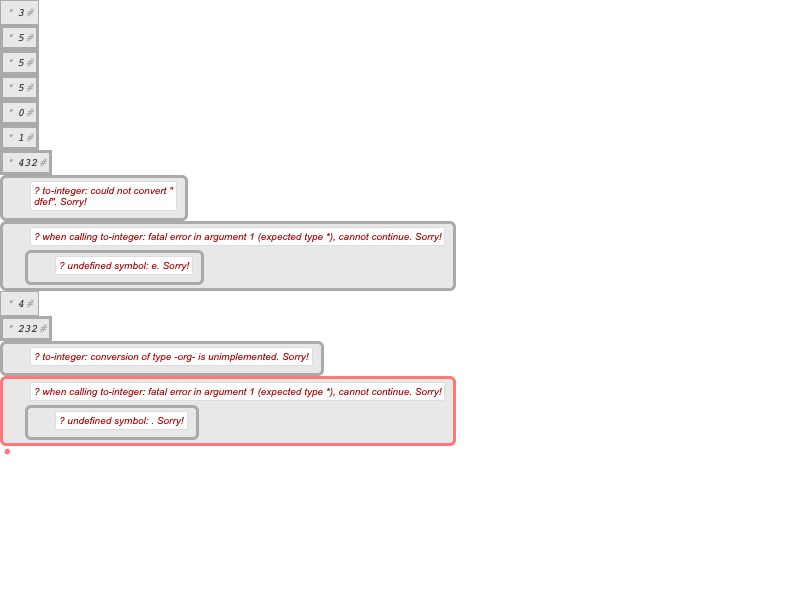 * 3 #
* 5 #
* 5 #
* 5 #
* 0 #
* 1 #
* 432 #
? to-integer: could not convert "
dfef". Sorry!
? when calling to-integer: fatal error in argument 1 (expected type *), cannot continue. Sorry!
? undefined symbol: e. Sorry!
* 4 #
* 232 #
? to-integer: conversion of type -org- is unimplemented. Sorry!
? when calling to-integer: fatal error in argument 1 (expected type *), cannot continue. Sorry!
? undefined symbol: . Sorry!